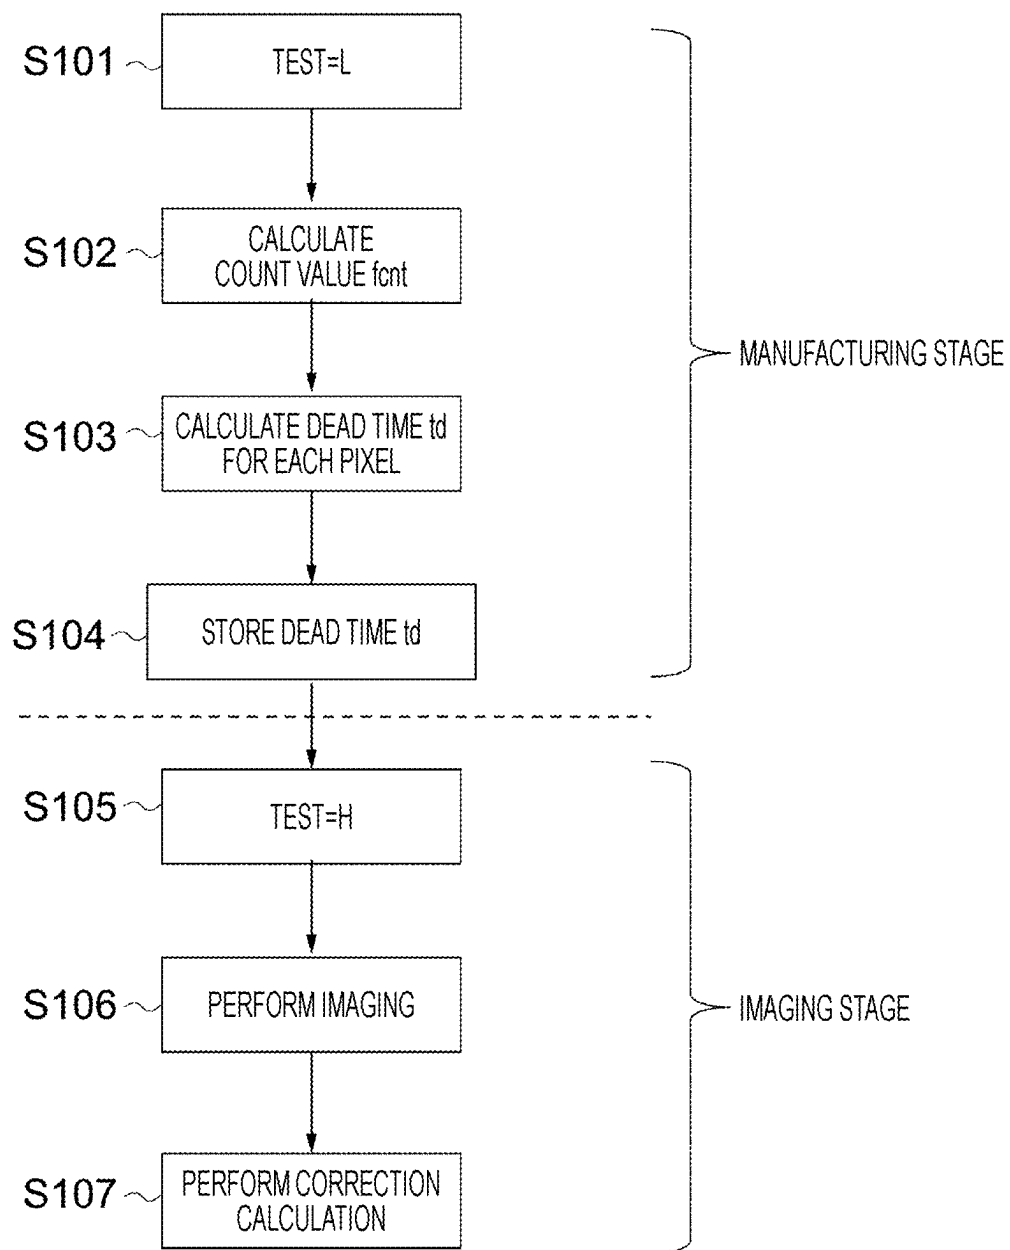 S101
TEST=L
S102
CALCULATE
COUNT VALUE fcnt
S103
CALCULATE DEAD TIME td
FOR EACH PIXEL
MANUFACTURING STAGE
S104
STORE DEAD TIME td
S105
TEST=H
S106
PERFORM IMAGING
IMAGING STAGE
S107
PERFORM CORRECTION
CALCULATION